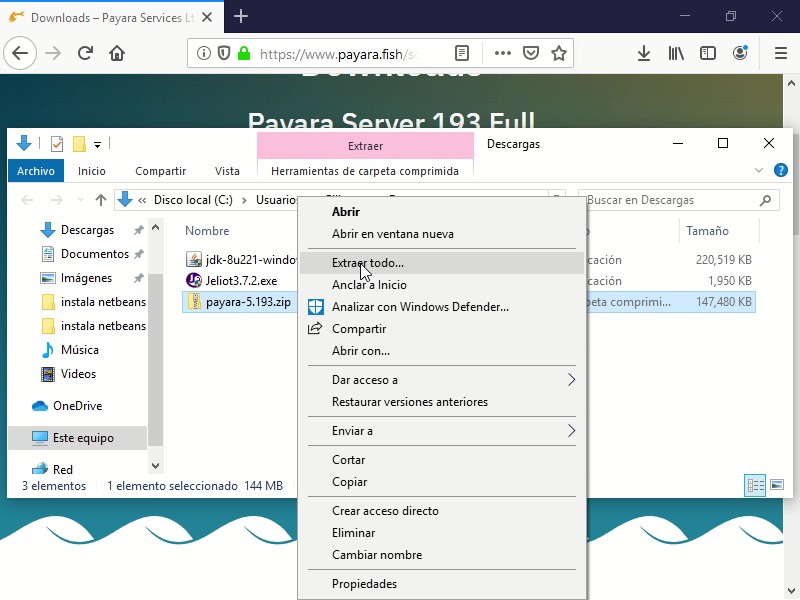 Downloads – Payara Services Lt
https://www.payara.fish/so
Downloads
Payara Server 193 Full
Extraer
Descargas
Archivo
Inicio
Compartir
Vista
Herramientas de carpeta comprimida
« Disco local (C:) > Usuario
Buscar en Descargas
Descargas
Documentos
Imágenes
instala netbeans
instala netbeans
Música
Videos
OneDrive
Este equipo
Red
Nombre
Tamaño
jdk-8u221-windo
cación
220,519 KB
Jeliot3.7.2.exe
cación
1,950 KB
payara-5.193.zip
peta comprimi...
147,480 KB
Abrir
Abrir en ventana nueva
Extraer todo...
Anclar a Inicio
Analizar con Windows Defender...
Compartir
Abrir con...
Dar acceso a
Restaurar versiones anteriores
Enviar a
Cortar
Copiar
Crear acceso directo
Eliminar
Cambiar nombre
Propiedades
3 elementos
1 elemento seleccionado 144 MB